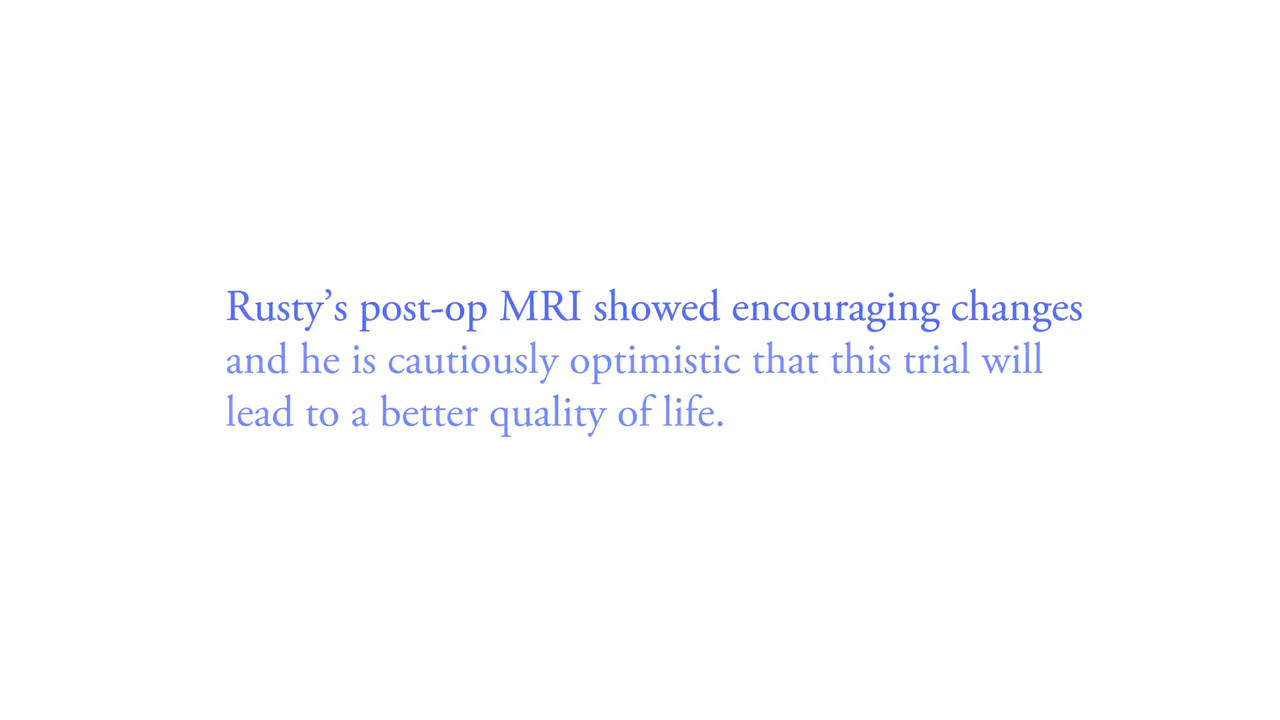 Rusty’s post-op MRI showed encouraging changes
and he is cautiously optimistic that this trial will
lead to a better quality of life.